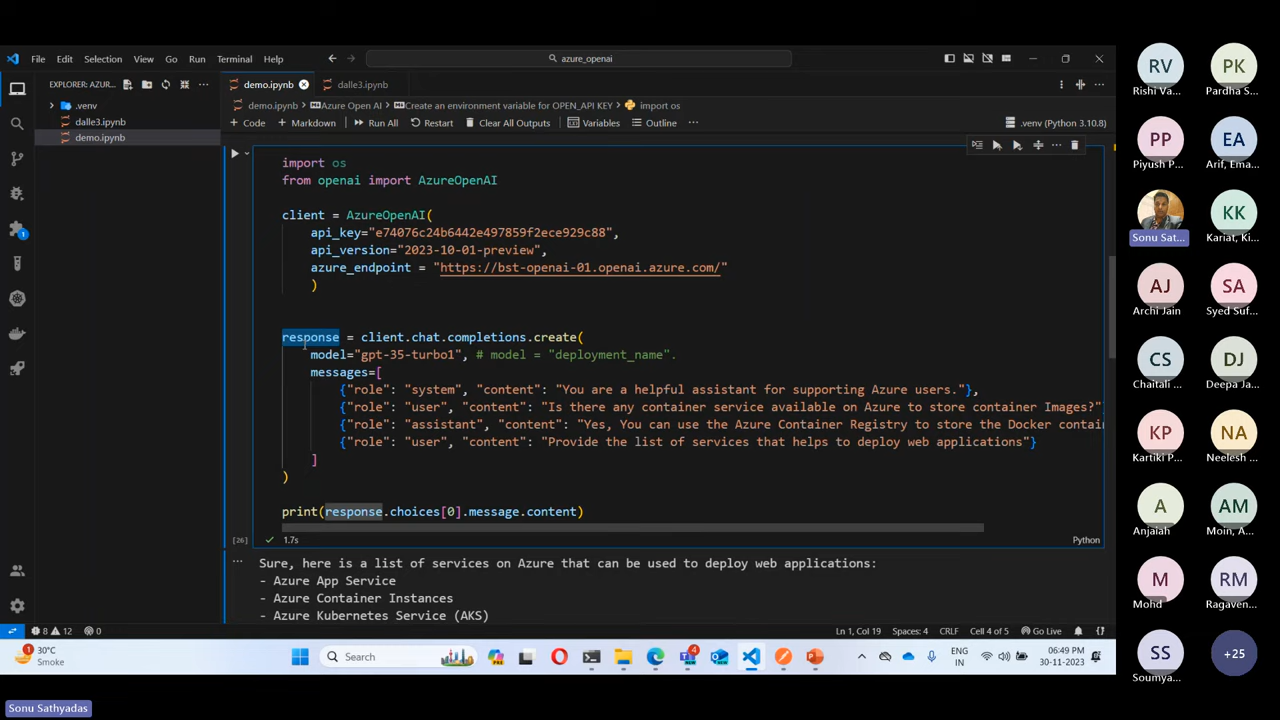 File Edit Selection View Go Run Terminal Help
azure_openai
EXPLORER: AZUR...
demo.ipynb
dalle3.ipynb
.venv
dalle3.ipynb
demo.ipynb
demo.ipynb > Azure Open AI > Create an environment variable for OPEN_API KEY > import os
+ Code + Markdown Run All Restart Clear All Outputs Variables Outline ...
.venv (Python 3.10.8)
import os
from openai import AzureOpenAI
client = AzureOpenAI(
api_key="e74076c24b6442e497859f2ece929c88",
api_version="2023-10-01-preview",
azure_endpoint = "https://bst-openai-01.openai.azure.com/"
)
response = client.chat.completions.create(
model="gpt-35-turbo1", # model = "deployment_name".
messages=[
{"role": "system", "content": "You are a helpful assistant for supporting Azure users."},
{"role": "user", "content": "Is there any container service available on Azure to store container Images?"}
{"role": "assistant", "content": "Yes, You can use the Azure Container Registry to store the Docker contain
{"role": "user", "content": "Provide the list of services that helps to deploy web applications"}
]
)
print(response.choices[0].message.content)
[26]
1.7s
Python
... Sure, here is a list of services on Azure that can be used to deploy web applications:
- Azure App Service
- Azure Container Instances
- Azure Kubernetes Service (AKS)
8 12 0
Ln 1, Col 19 Spaces: 4 CRLF Cell 4 of 5 Go Live
1
30°C
Smoke
Search
4
ENG
IN
06:49 PM
30-11-2023
Sonu Sathyadas
RV
Rishi Va...
PK
Pardha S...
PP
Piyush P...
EA
Arif, Ema...
Sonu Sat...
KK
Kariat, Ki...
AJ
Archi Jain
SA
Syed Suf...
CS
Chaitali ...
DJ
Deepa Ja...
KP
Kartiki P...
NA
Neelesh ...
A
Anjaiah
AM
Moin, A...
M
Mohd
RM
Ragaven...
SS
Soumya...
+25